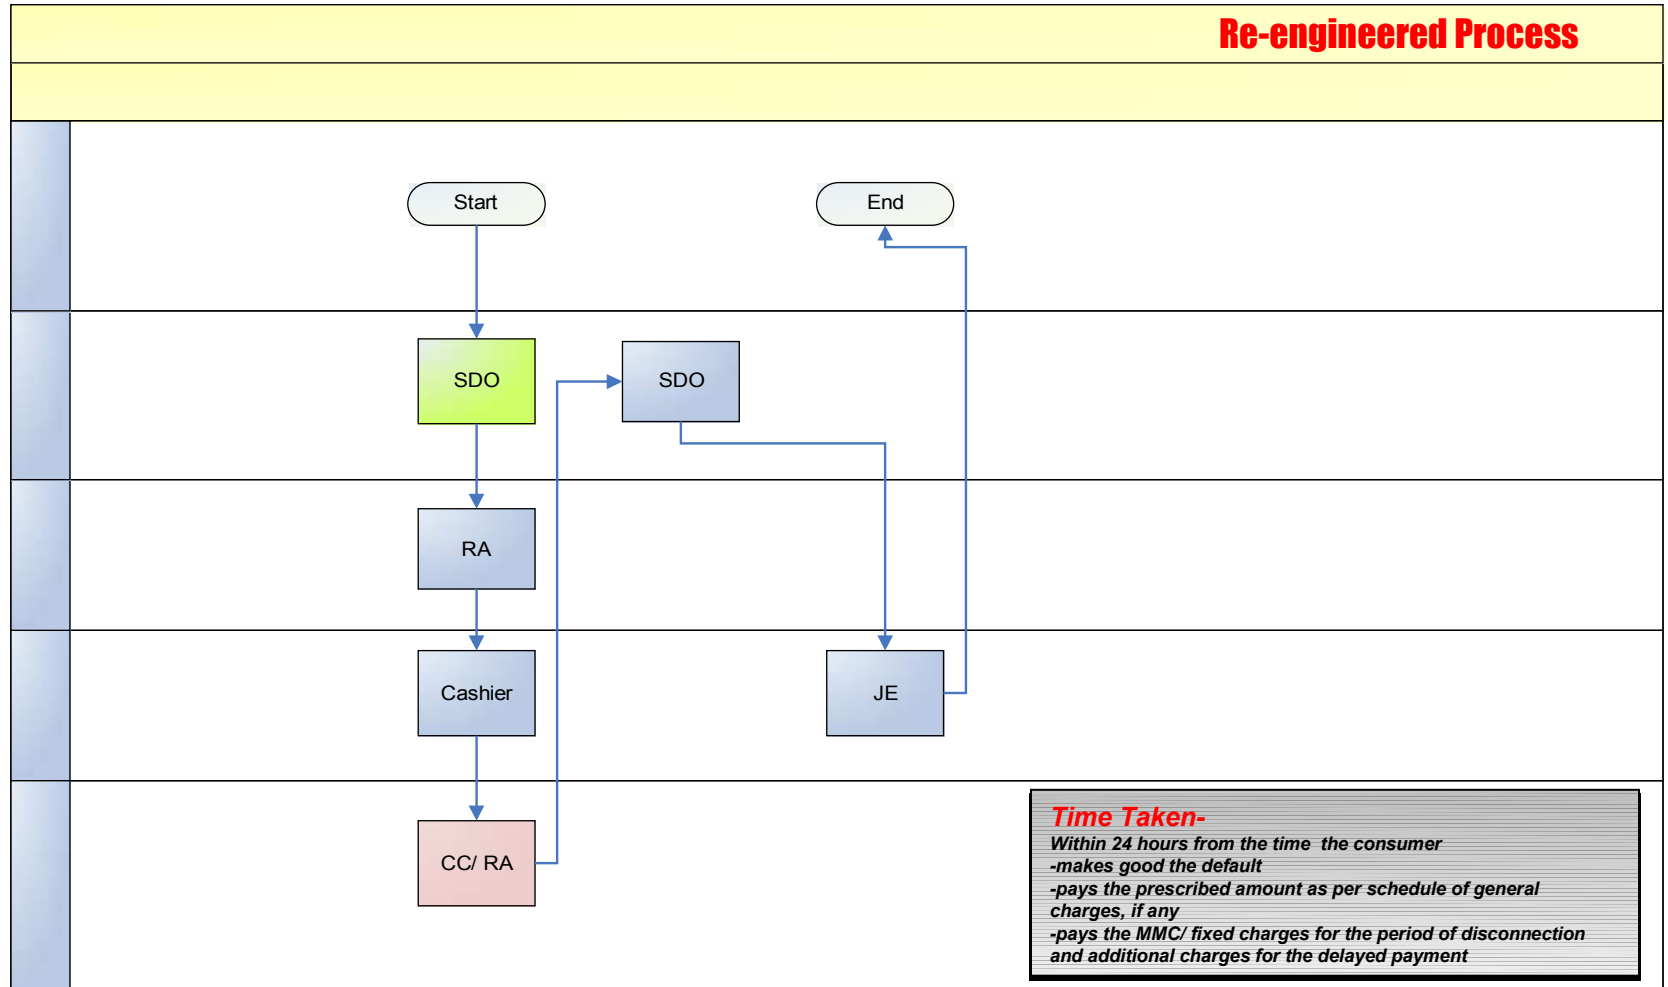 Re-engineered Process
Start
End
SDO
SDO
RA
Cashier
JE
CC/ RA
Time Taken-
Within 24 hours from the time  the consumer
-makes good the default
-pays the prescribed amount as per schedule of general
charges, if any
-pays the MMC/ fixed charges for the period of disconnection
and additional charges for the delayed payment